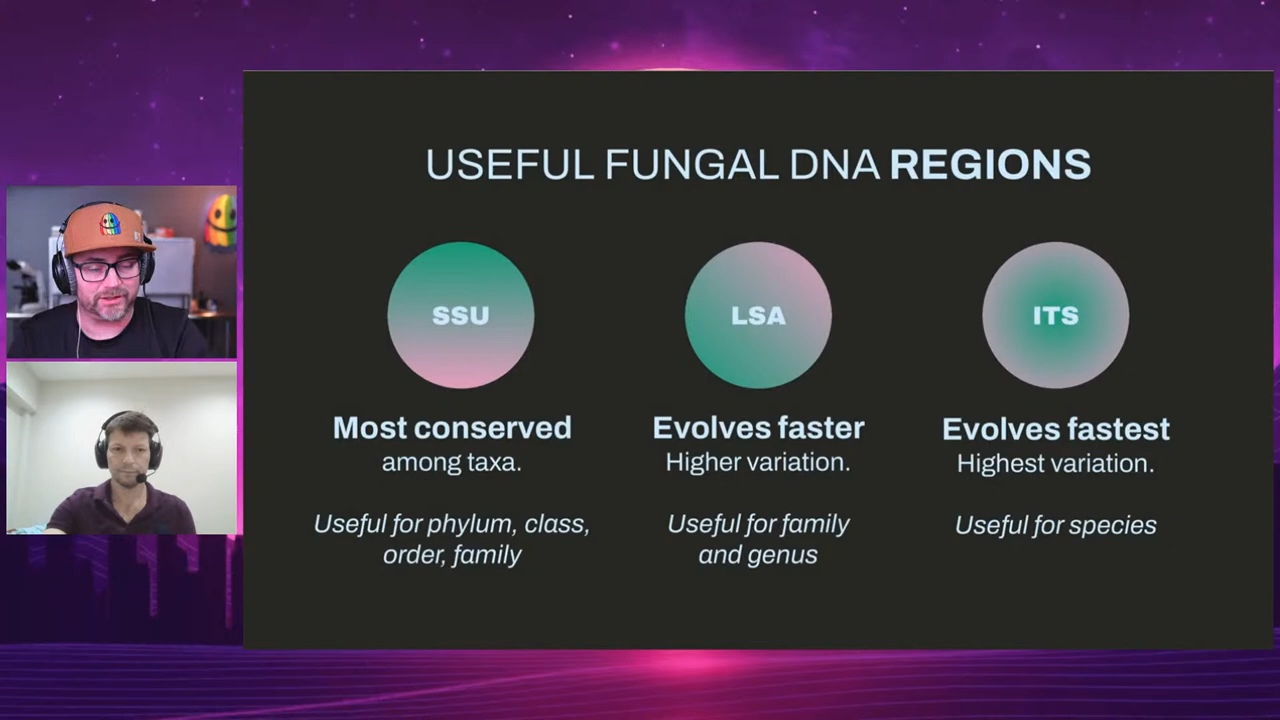 USEFUL FUNGAL DNA REGIONS
SSU
Most conserved
among taxa.
Useful for phylum, class,
order, family
LSA
Evolves faster
Higher variation.
Useful for family
and genus
ITS
Evolves fastest
Highest variation.
Useful for species